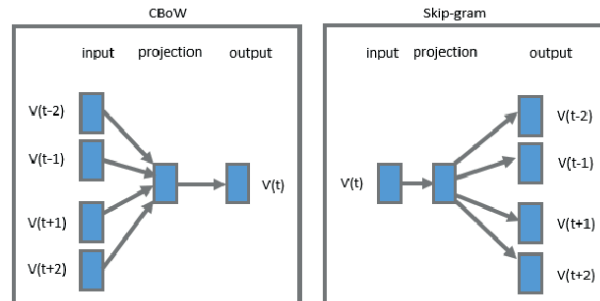 CBoW
input projection output
V(t-2)
V(t-1)
V(t)
V(t+1)
V(t+2)
Skip-gram
input projection output
V(t-2)
V(t-1)
V(t)
V(t+1)
V(t+2)